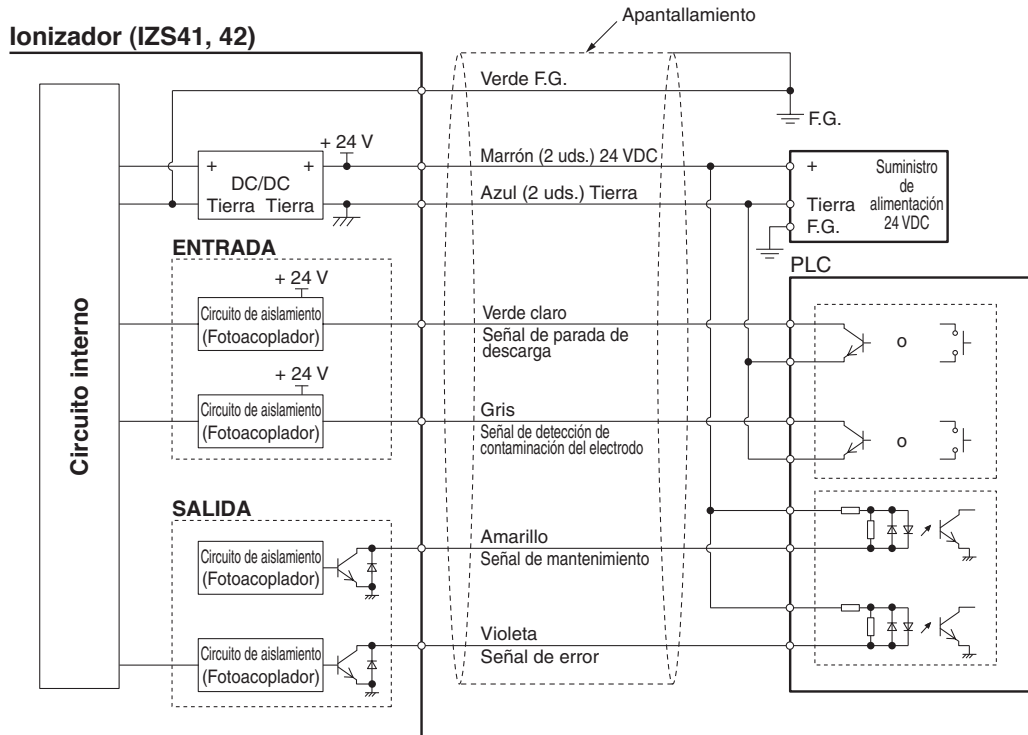 Apantallamiento
Ionizador (IZS41, 42)
Verde F.G.
F.G.
+ 24 V
Marrón (2 uds.) 24 VDC
+ +
DC/DC
Tierra Tierra
Azul (2 uds.) Tierra
+
Tierra
F.G.
Suministro
de
alimentación
24 VDC
PLC
ENTRADA
+ 24 V
Circuito de aislamiento
(Fotoacoplador)
Verde claro
Señal de parada de
descarga
o
+ 24 V
Circuito de aislamiento
(Fotoacoplador)
Gris
Señal de detección de
contaminación del electrodo
o
Circuito interno
SALIDA
Circuito de aislamiento
(Fotoacoplador)
Amarillo
Señal de mantenimiento
Circuito de aislamiento
(Fotoacoplador)
Violeta
Señal de error